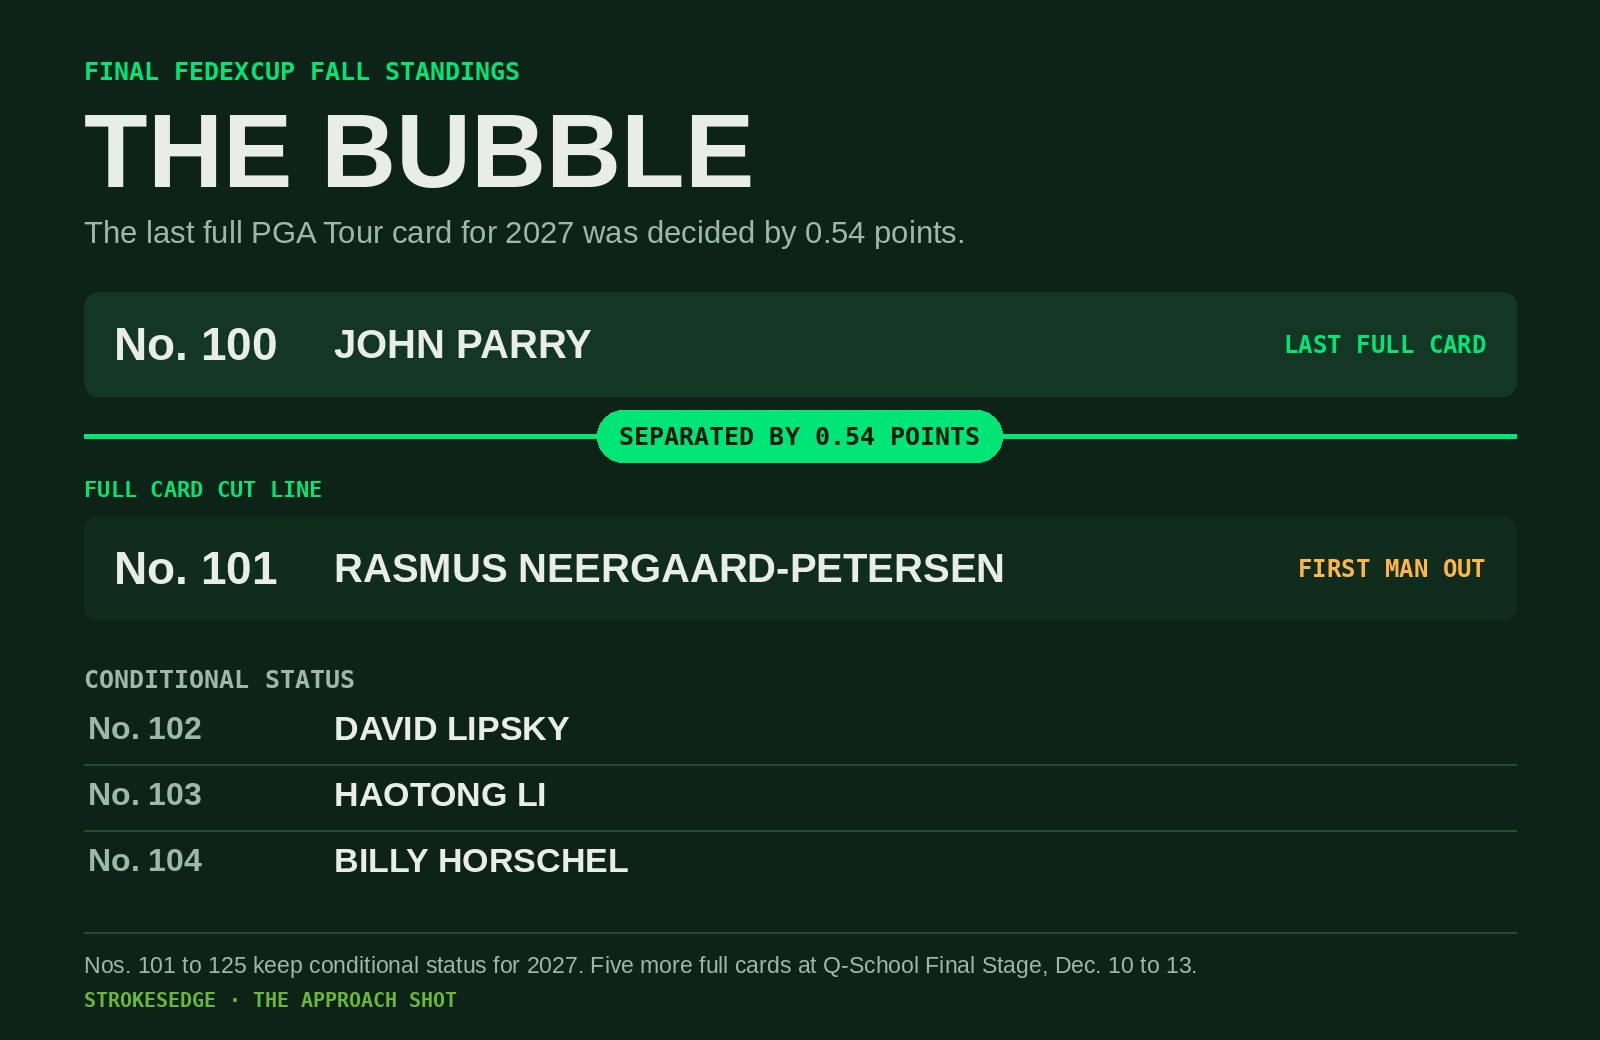 FINAL FEDEXCUP FALL STANDINGS
THE BUBBLE
The last full PGA Tour card for 2027 was decided by 0.54 points.
No. 100 JOHN PARRY LAST FULL CARD
SEPARATED BY 0.54 POINTS
FULL CARD CUT LINE
No. 101 RASMUS NEERGAARD-PETERSEN FIRST MAN OUT
CONDITIONAL STATUS
No. 102 DAVID LIPSKY
No. 103 HAOTONG LI
No. 104 BILLY HORSCHEL
Nos. 101 to 125 keep conditional status for 2027. Five more full cards at Q-School Final Stage, Dec. 10 to 13.
STROKESEDGE · THE APPROACH SHOT